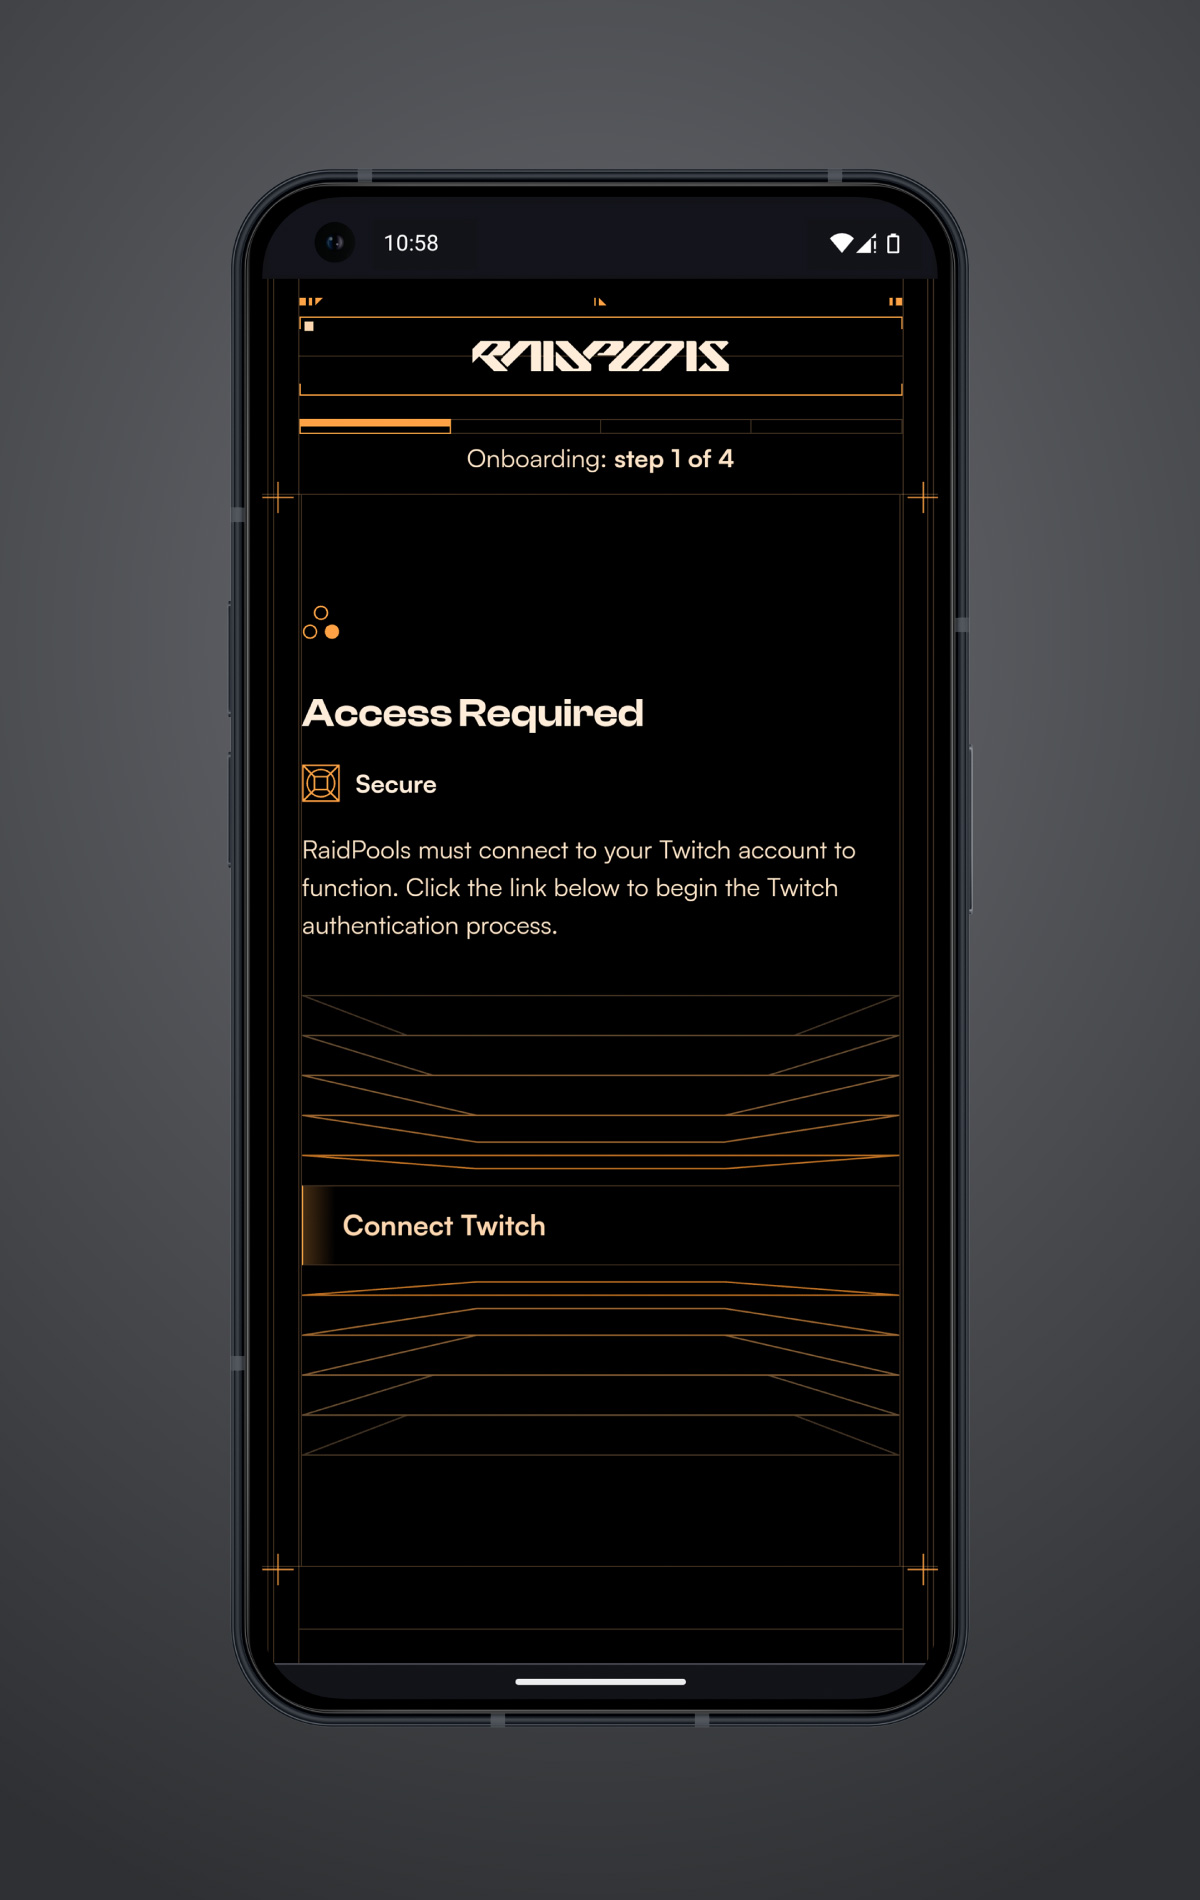 10:58
RAIDPOOLS
Onboarding: step 1 of 4
Access Required
Secure
RaidPools must connect to your Twitch account to
function. Click the link below to begin the Twitch
authentication process.
Connect Twitch